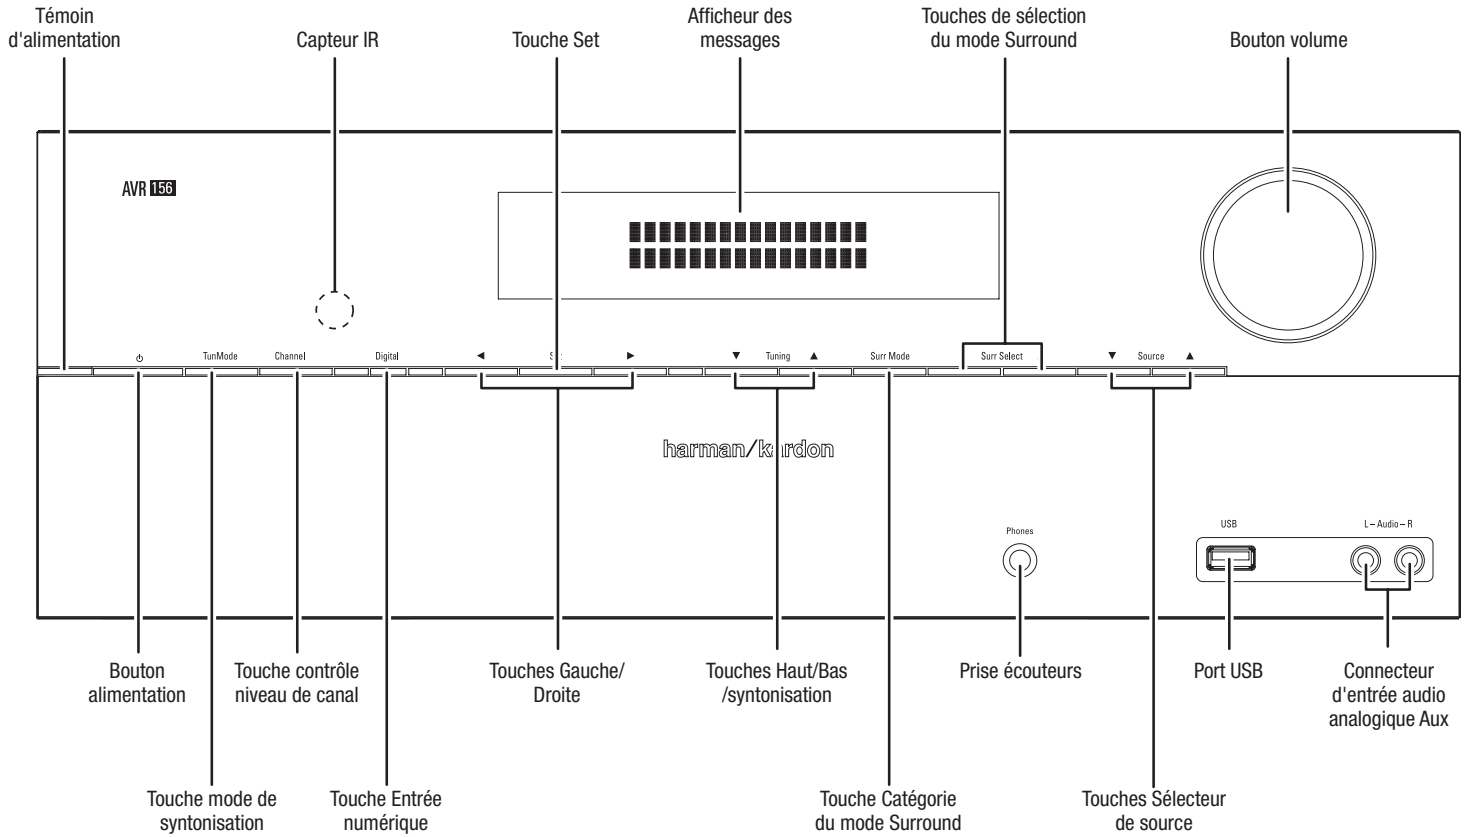 Témoin
d'alimentation
Capteur IR
Touche Set
Afficheur des
messages
Touches de sélection
du mode Surround
Bouton volume
AVR 156
TunMode
Channel
Digital
◀
▶
▼ Tuning ▲
Surr Mode
Surr Select
▼ Source ▲
harman/kardon
Phones
USB
L – Audio – R
Bouton
alimentation
Touche contrôle
niveau de canal
Touches Gauche/
Droite
Touches Haut/Bas
/syntonisation
Prise écouteurs
Port USB
Connecteur
d'entrée audio
analogique Aux
Touche mode de
syntonisation
Touche Entrée
numérique
Touche Catégorie
du mode Surround
Touches Sélecteur
de source